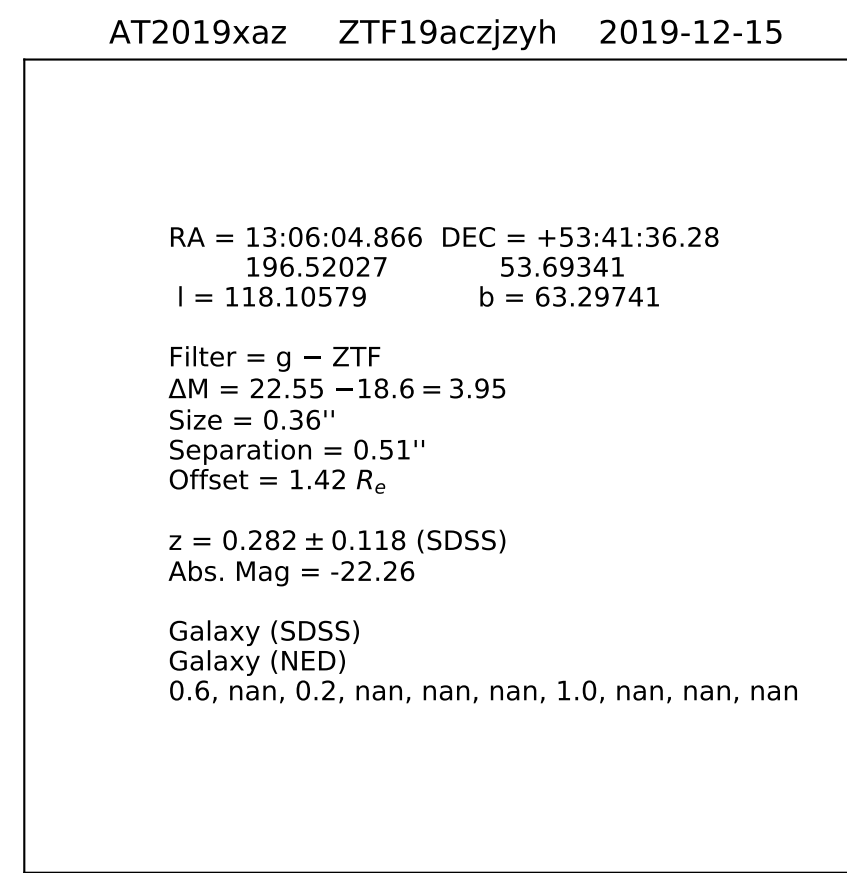 AT2019xaz ZTF19aczjzyh 2019-12-15
RA = 13:06:04.866 DEC = +53:41:36.28
196.52027 53.69341
l = 118.10579 b = 63.29741
Filter = g − ZTF
ΔM = 22.55 −18.6 = 3.95
Size = 0.36''
Separation = 0.51''
Offset = 1.42 Re
z = 0.282 ± 0.118 (SDSS)
Abs. Mag = -22.26
Galaxy (SDSS)
Galaxy (NED)
0.6, nan, 0.2, nan, nan, nan, 1.0, nan, nan, nan